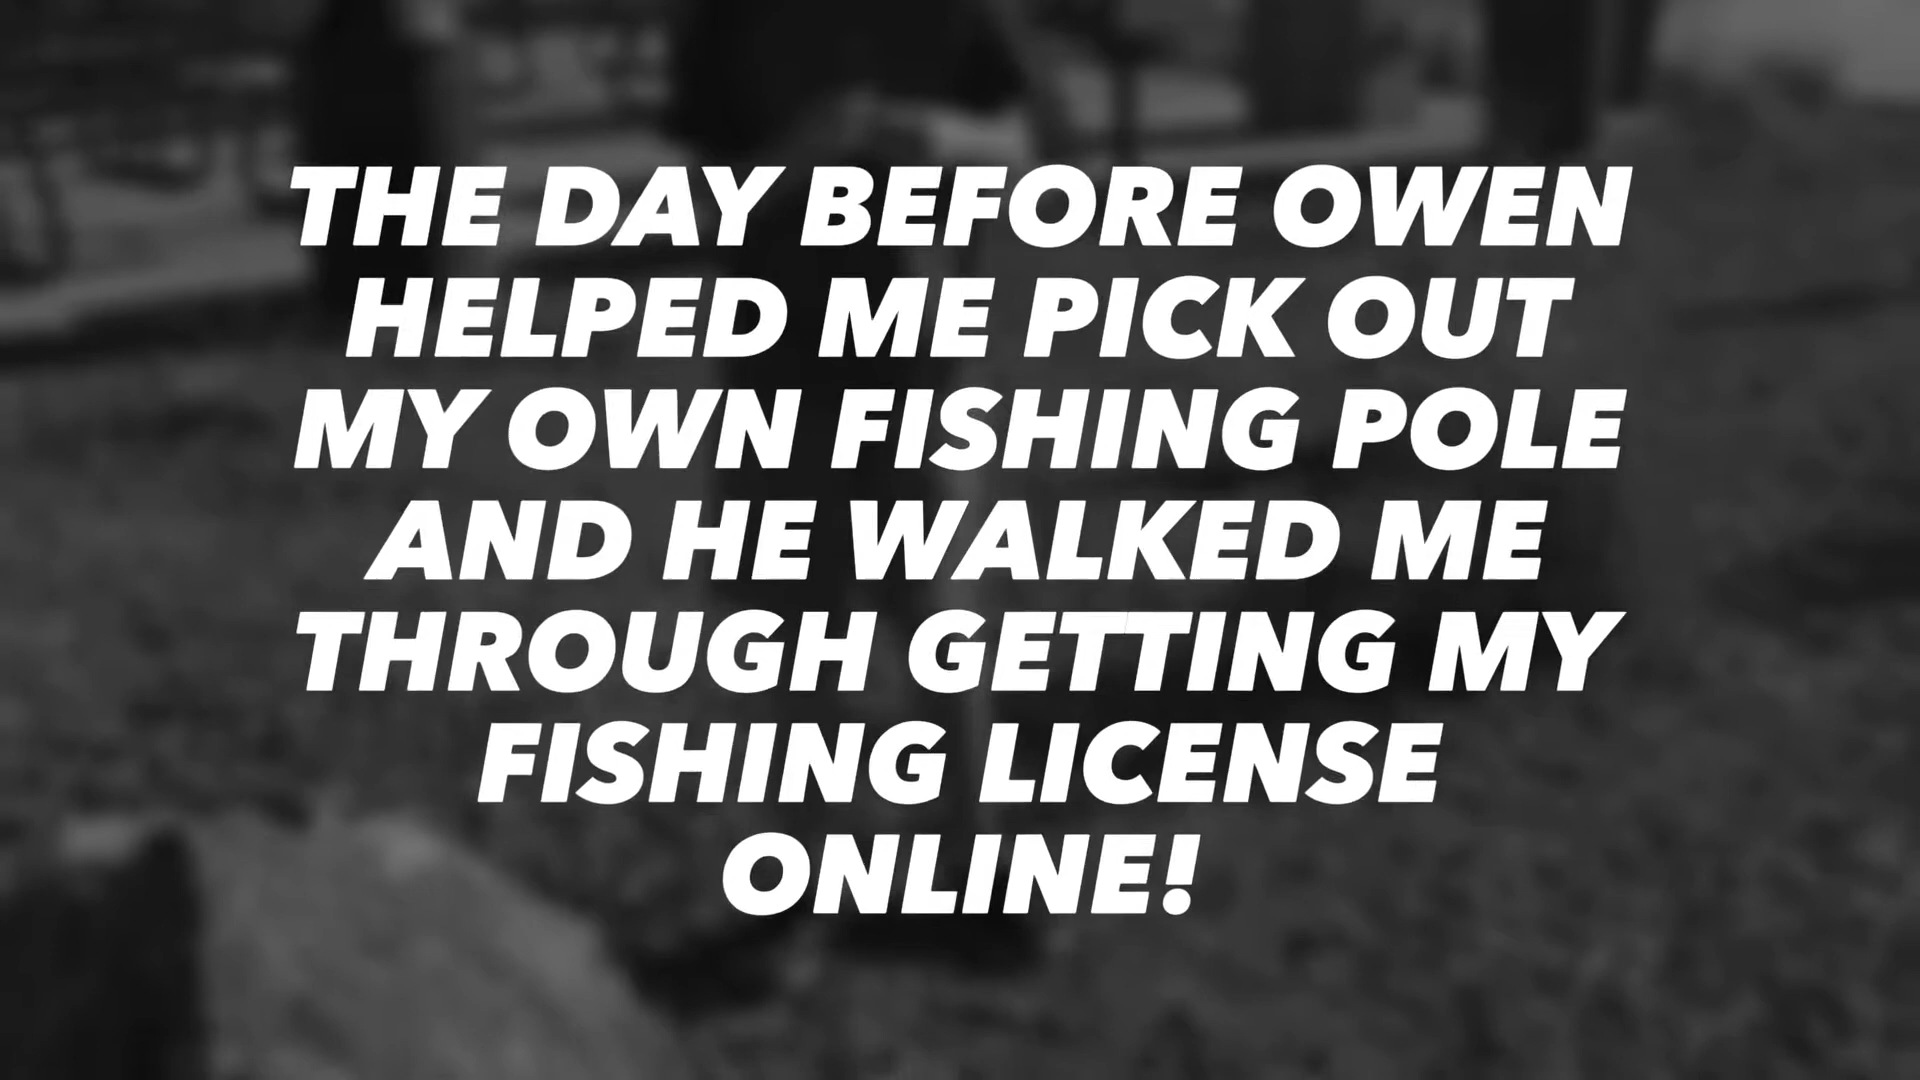 THE DAY BEFORE OWEN
HELPED ME PICK OUT
MY OWN FISHING POLE
AND HE WALKED ME
THROUGH GETTING MY
FISHING LICENSE
ONLINE!